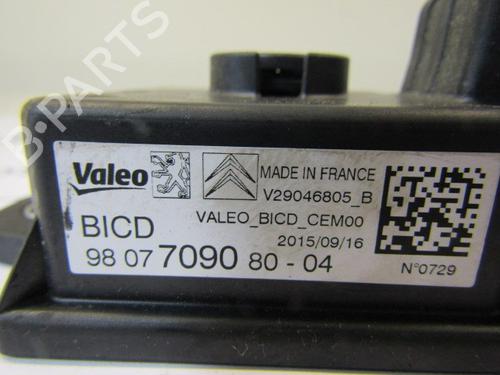 B·PARTS
Valeo
MADE IN FRANCE
V29046805_B
BICD
VALEO_BICD_CEM00
2015/09/16
98 07 7090 80 - 04
N°0729